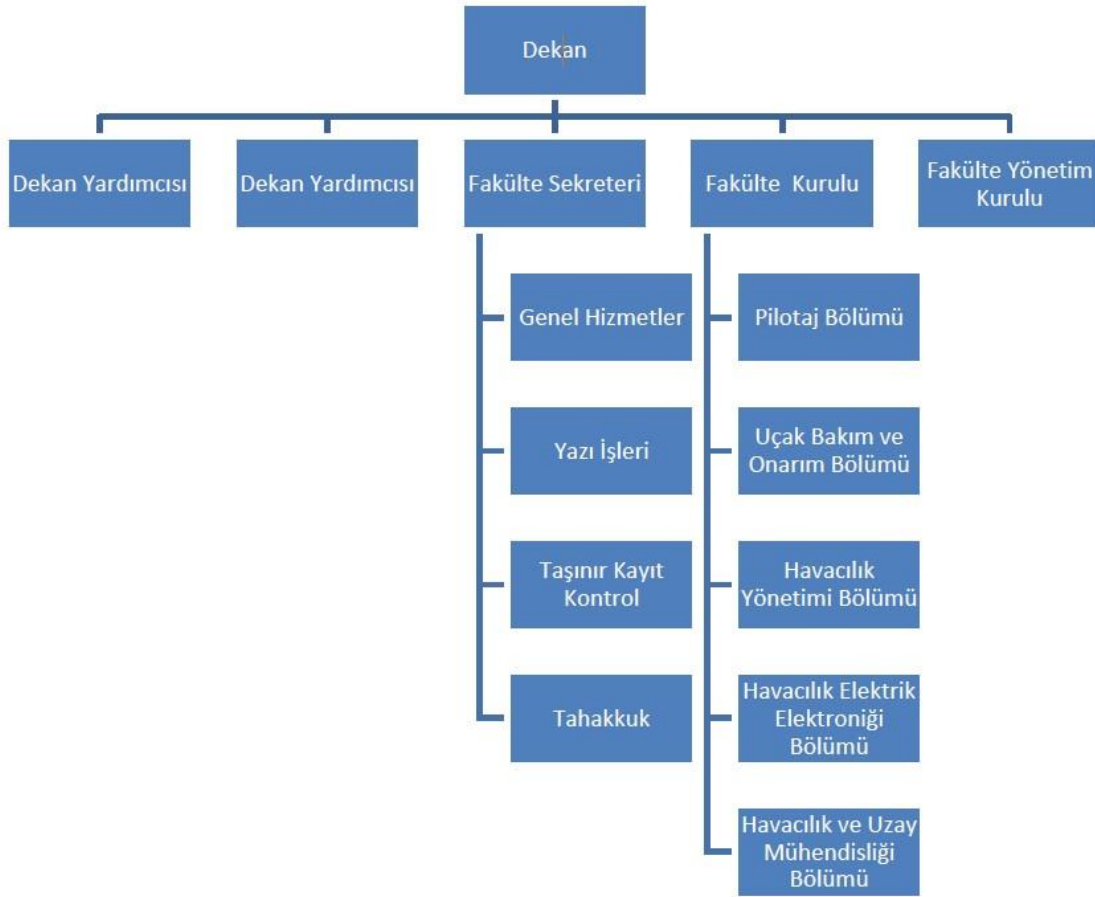 Dekan
Dekan Yardımcısı
Dekan Yardımcısı
Fakülte Sekreteri
Fakülte Kurulu
Fakülte Yönetim
Kurulu
Genel Hizmetler
Yazı İşleri
Taşınır Kayıt
Kontrol
Tahakkuk
Pilotaj Bölümü
Uçak Bakım ve
Onarım Bölümü
Havacılık
Yönetimi Bölümü
Havacılık Elektrik
Elektroniği
Bölümü
Havacılık ve Uzay
Mühendisliği
Bölümü